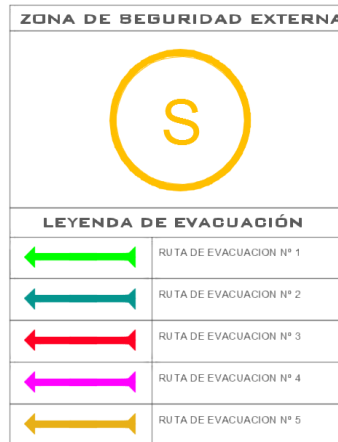 ZONA DE SEGURIDAD EXTERNA
S
LEYENDA DE EVACUACIÓN
RUTA DE EVACUACION Nº 1
RUTA DE EVACUACION Nº 2
RUTA DE EVACUACION Nº 3
RUTA DE EVACUACION Nº 4
RUTA DE EVACUACION Nº 5